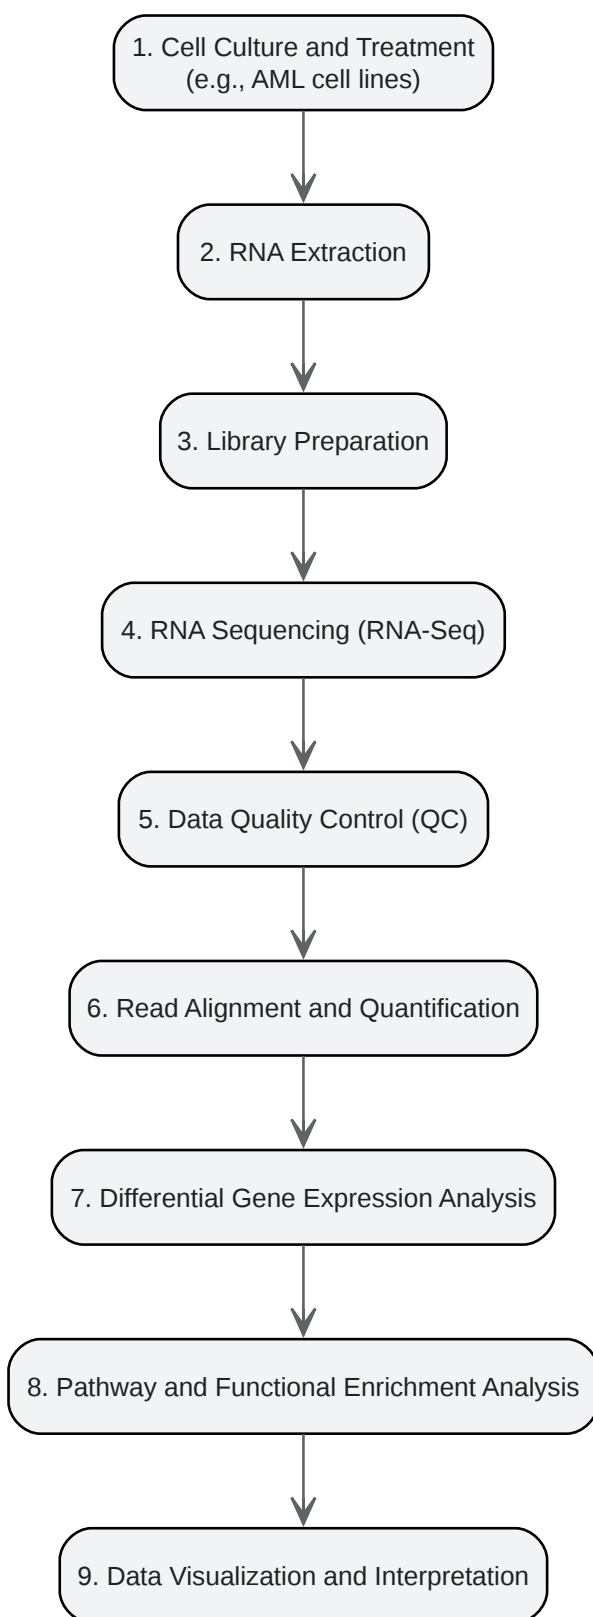 1. Cell Culture and Treatment
(e.g., AML cell lines)
2. RNA Extraction
3. Library Preparation
4. RNA Sequencing (RNA-Seq)
5. Data Quality Control (QC)
6. Read Alignment and Quantification
7. Differential Gene Expression Analysis
8. Pathway and Functional Enrichment Analysis
9. Data Visualization and Interpretation